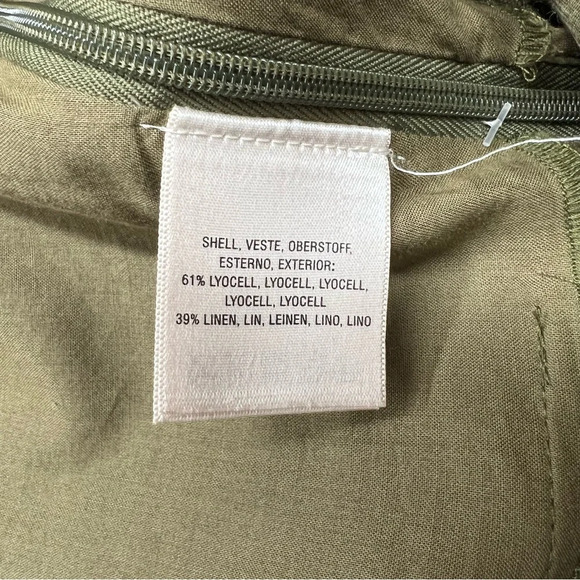 SHELL, VESTE, OBERSTOFF,
ESTERNO, EXTERIOR:
61% LYOCELL, LYOCELL, LYOCELL,
LYOCELL, LYOCELL
39% LINEN, LIN, LEINEN, LINO, LINO